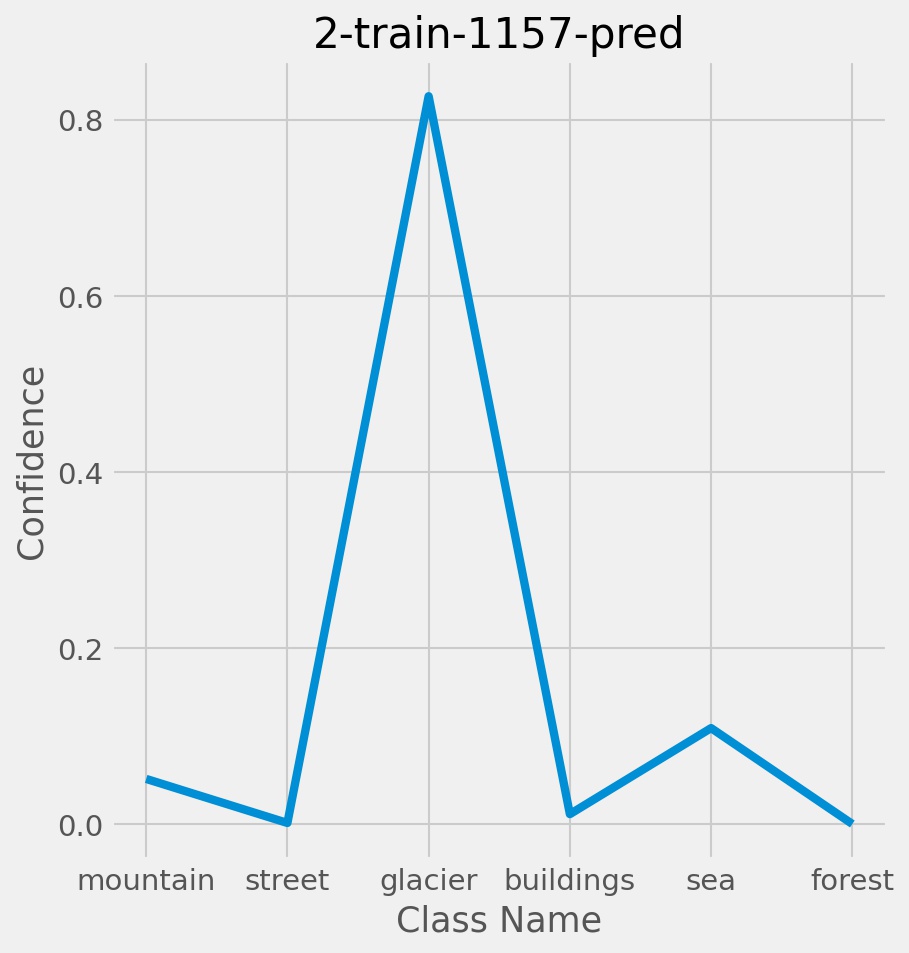 2-train-1157-pred
Confidence
0.8
0.6
0.4
0.2
0.0
mountain street glacier buildings sea forest
Class Name